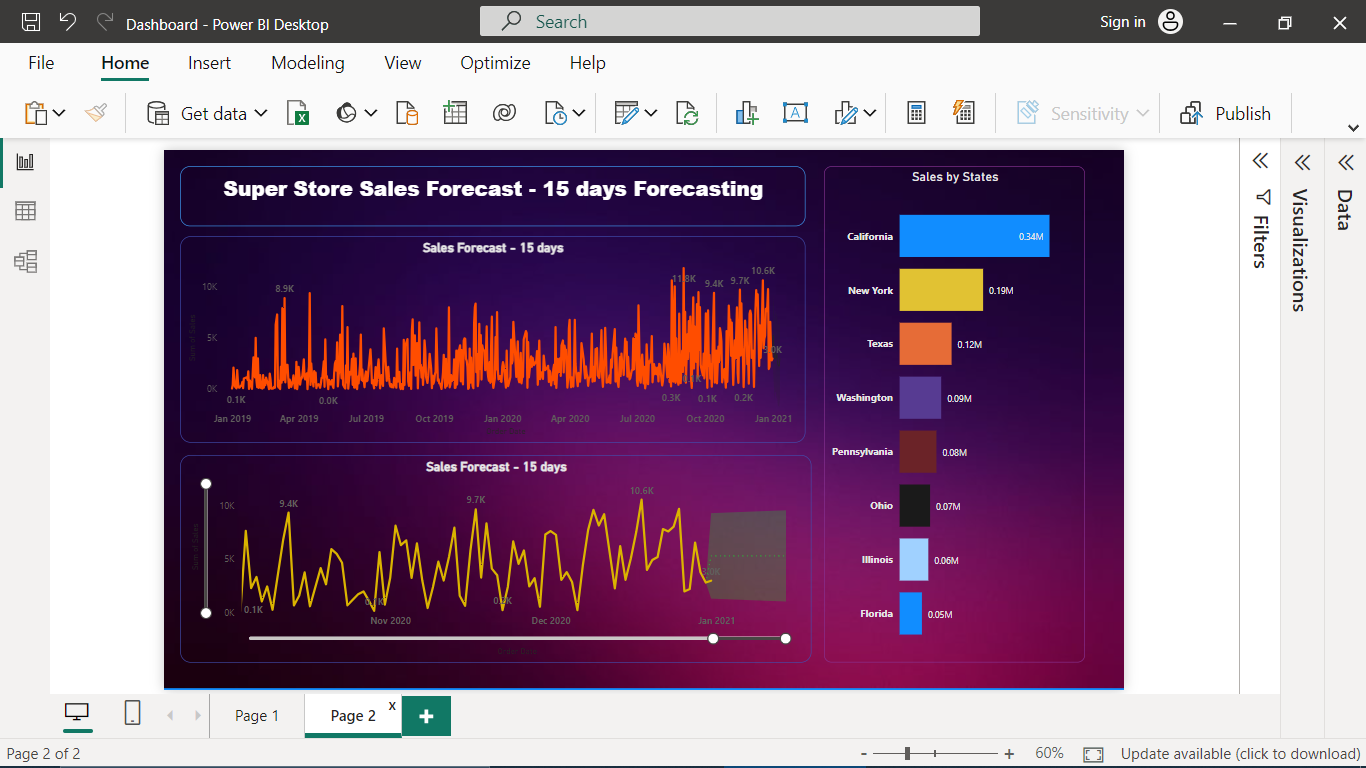 Dashboard - Power BI Desktop
Search
Sign in
File Home Insert Modeling View Optimize Help
Get data
Sensitivity
Publish
Super Store Sales Forecast - 15 days Forecasting
Sales Forecast - 15 days
10K
5K
0K
8.9K
11.8K
9.4K
9.7K
10.6K
3.0K
0.1K
0.0K
0.3K
0.1K
0.2K
Jan 2019 Apr 2019 Jul 2019 Oct 2019 Jan 2020 Apr 2020 Jul 2020 Oct 2020 Jan 2021
Sales Forecast - 15 days
Sum of Sales
10K
5K
0K
9.4K
9.7K
10.6K
3.0K
0.1K
Nov 2020 Dec 2020 Jan 2021
Order Date
Sales by States
California 0.34M
New York 0.19M
Texas 0.12M
Washington 0.09M
Pennsylvania 0.08M
Ohio 0.07M
Illinois 0.06M
Florida 0.05M
Filters
Visualizations
Data
Page 1
Page 2
x
Page 2 of 2
- + 60%
Update available (click to download)